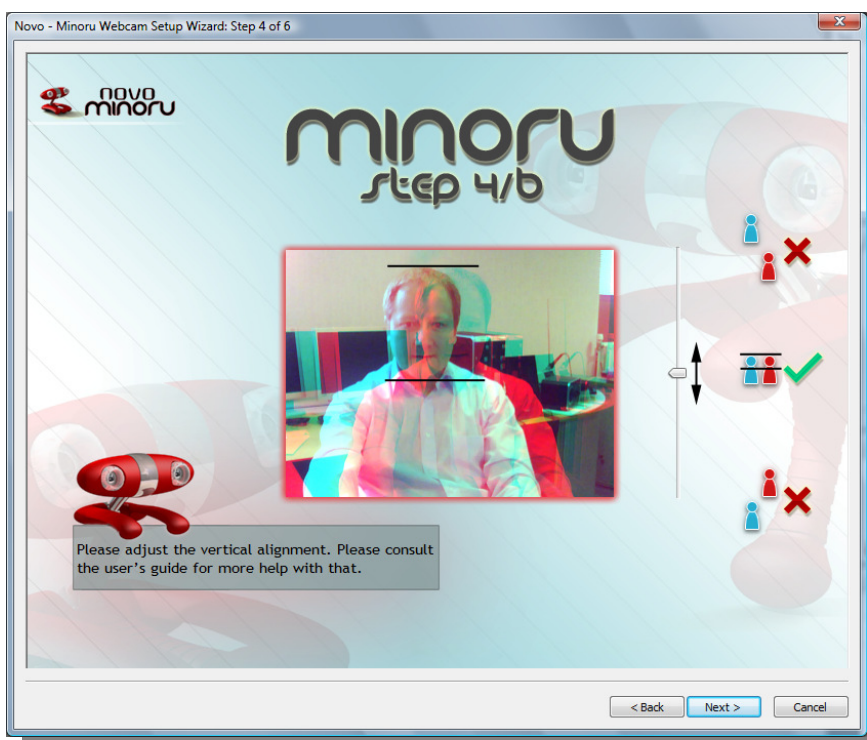 Novo - Minoru Webcam Setup Wizard: Step 4 of 6
novo
minoru
minoru
step 4/b
Please adjust the vertical alignment. Please consult
the user's guide for more help with that.
< Back
Next >
Cancel